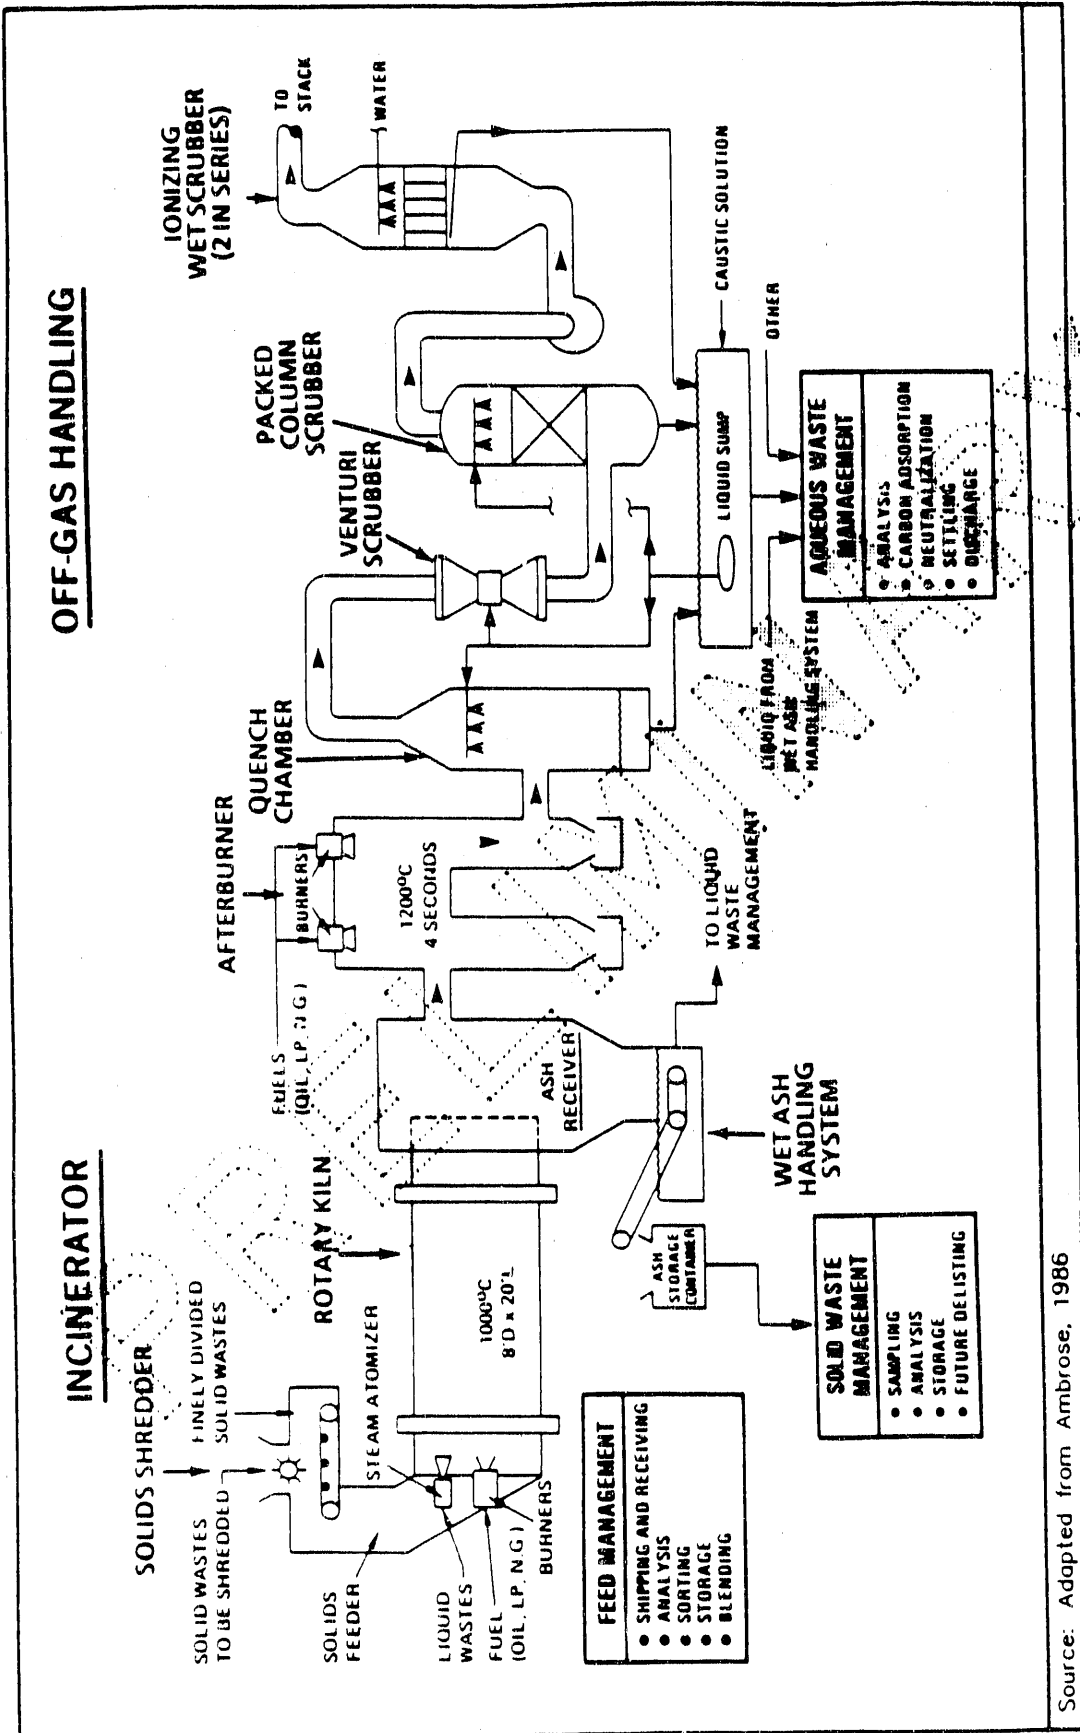 INCINERATOR
OFF-GAS HANDLING
SOLIDS SHREDDER
SOLID WASTES
TO BE SHREDDED
FINELY DIVIDED
SOLID WASTES
SOLIDS
FEEDER
STEAM ATOMIZER
LIQUID
WASTES
FUEL
(OIL, LP, N.G.)
BURNERS
ROTARY KILN
1000ºC
8'D x 20'L
FUELS
(OIL, LP, N.G.)
AFTERBURNER
BURNERS
1200ºC
4 SECONDS
ASH
RECEIVER
QUENCH
CHAMBER
VENTURI
SCRUBBER
PACKED
COLUMN
SCRUBBER
IONIZING
WET SCRUBBER
(2 IN SERIES)
TO
STACK
WATER
CAUSTIC SOLUTION
LIQUID SUMP
OTHER
LIQUID FROM
WET ASH
HANDLING SYSTEM
TO LIQUID
WASTE
MANAGEMENT
WET ASH
HANDLING
SYSTEM
ASH
STORAGE
CONTAINER
FEED MANAGEMENT
● SHIPPING AND RECEIVING
● ANALYSIS
● SORTING
● STORAGE
● BLENDING
SOLID WASTE
MANAGEMENT
● SAMPLING
● ANALYSIS
● STORAGE
● FUTURE DELISTING
AQUEOUS WASTE
MANAGEMENT
● ANALYSIS
● CARBON ADSORPTION
● NEUTRALIZATION
● SETTLING
● DISCHARGE
Source: Adapted from Ambrose, 1986